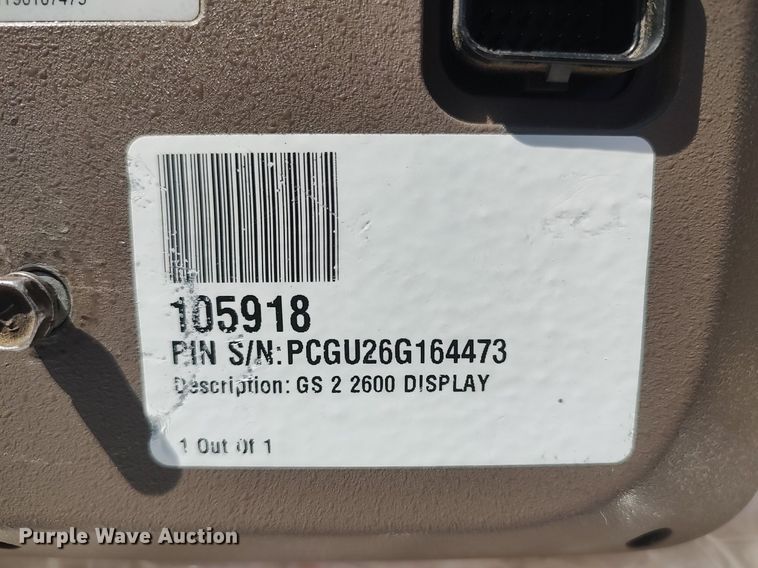 105918
PIN S/N: PCGU26G164473
Description: GS 2 2600 DISPLAY
1 Out Of 1
Purple Wave Auction